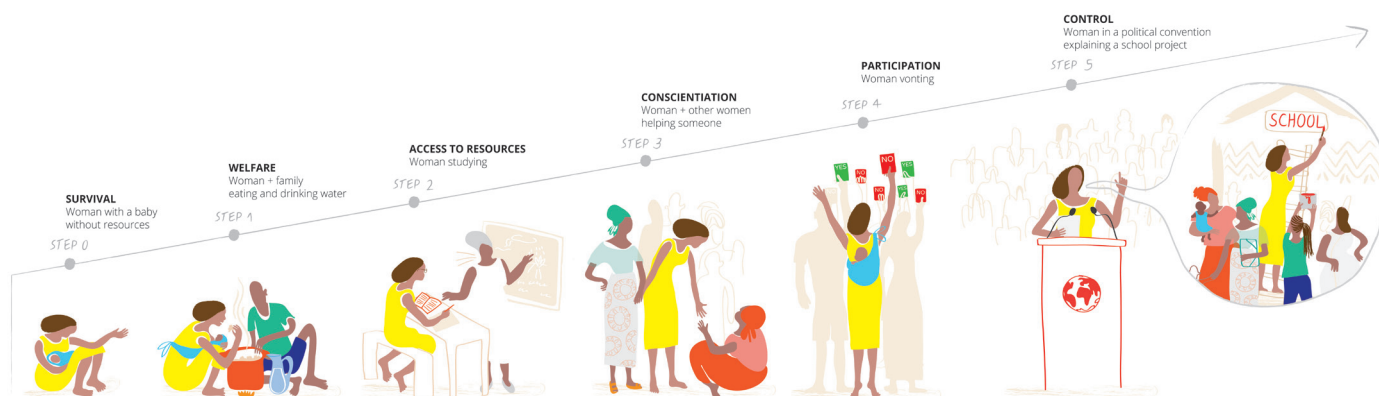 SURVIVAL
Woman with a baby
without resources
STEP 0
WELFARE
Woman + family
eating and drinking water
STEP 1
ACCESS TO RESOURCES
Woman studying
STEP 2
CONSCIENTIATION
Woman + other women
helping someone
STEP 3
PARTICIPATION
Woman vonting
STEP 4
YES
NO
NO
YES
NO
YES
NO
CONTROL
Woman in a political convention
explaining a school project
STEP 5
SCHOOL